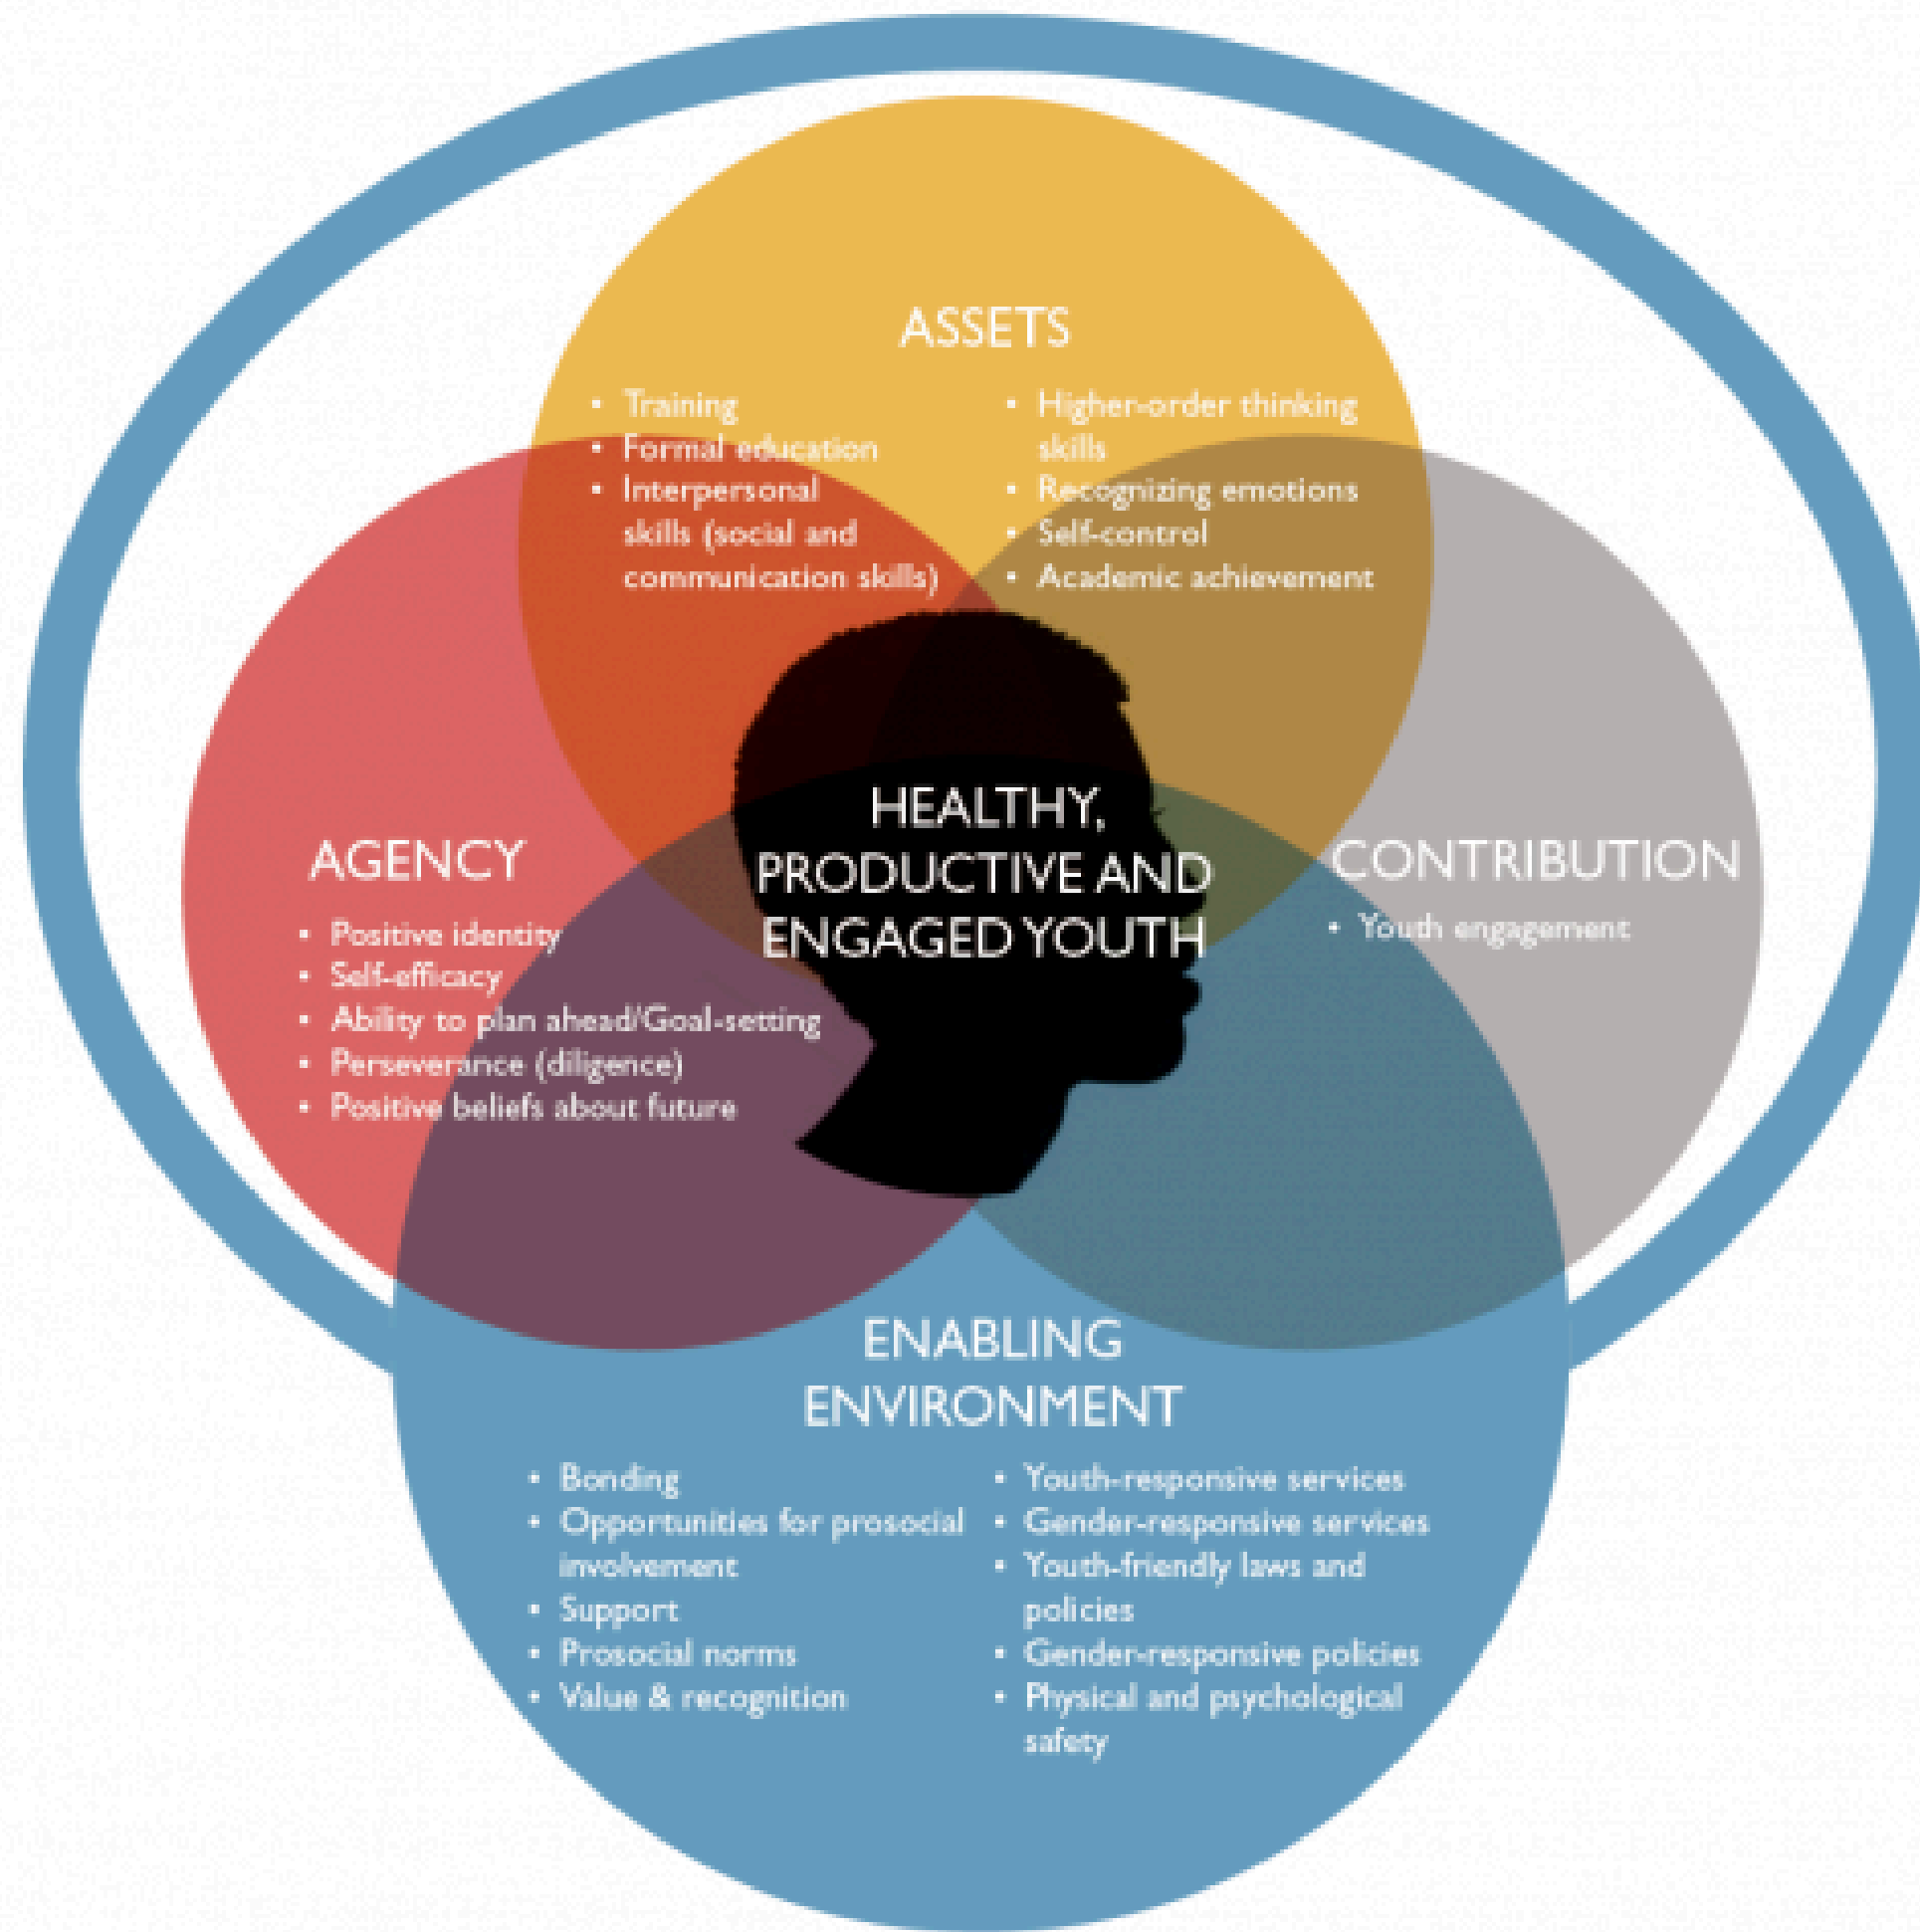 ASSETS
• Training
• Formal education
• Interpersonal
skills (social and
communication skills)
• Higher-order thinking
skills
• Recognizing emotions
• Self-control
• Academic achievement
AGENCY
• Positive identity
• Self-efficacy
• Ability to plan ahead/Goal-setting
• Perseverance (diligence)
• Positive beliefs about future
HEALTHY,
PRODUCTIVE AND
ENGAGED YOUTH
CONTRIBUTION
• Youth engagement
ENABLING
ENVIRONMENT
• Bonding
• Opportunities for prosocial
involvement
• Support
• Prosocial norms
• Value & recognition
• Youth-responsive services
• Gender-responsive services
• Youth-friendly laws and
policies
• Gender-responsive policies
• Physical and psychological
safety